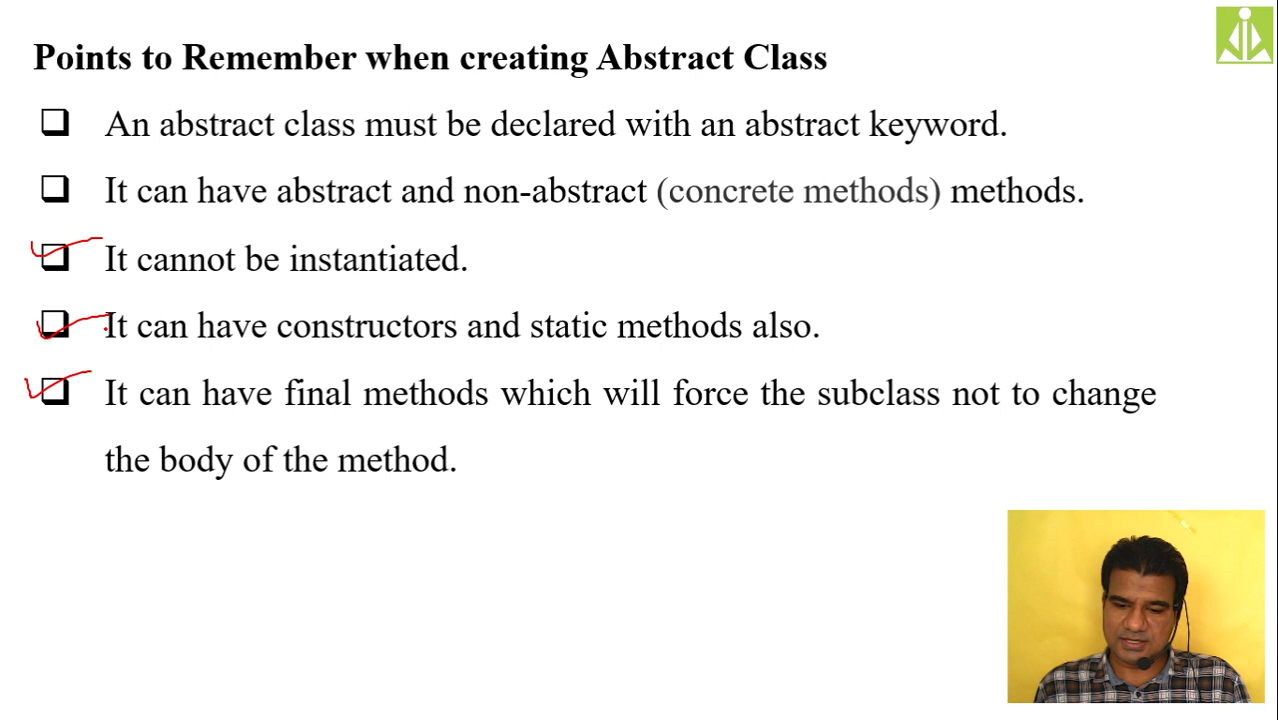 Points to Remember when creating Abstract Class
❑ An abstract class must be declared with an abstract keyword.
❑ It can have abstract and non-abstract (concrete methods) methods.
❑ It cannot be instantiated.
❑ It can have constructors and static methods also.
❑ It can have final methods which will force the subclass not to change
the body of the method.